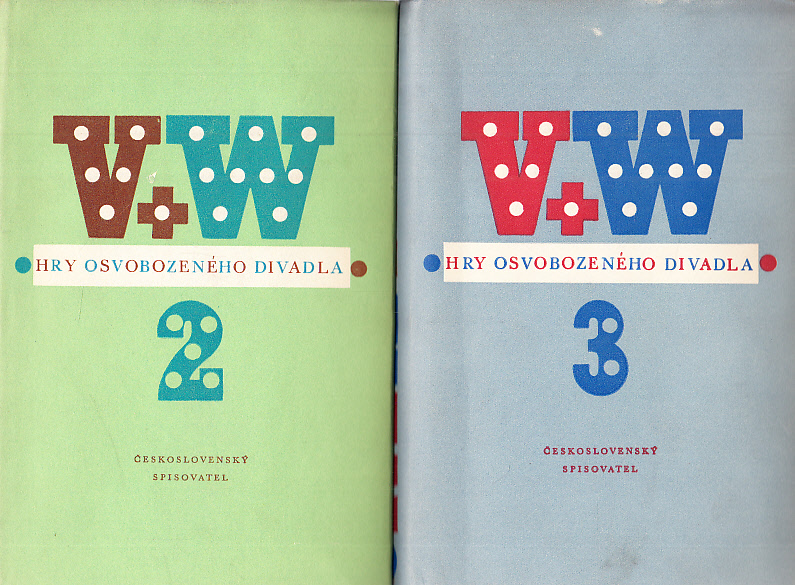 V+W
HRY OSVOBOZENÉHO DIVADLA
2
ČESKOSLOVENSKÝ
SPISOVATEL
V+W
HRY OSVOBOZENÉHO DIVADLA
3
ČESKOSLOVENSKÝ
SPISOVATEL